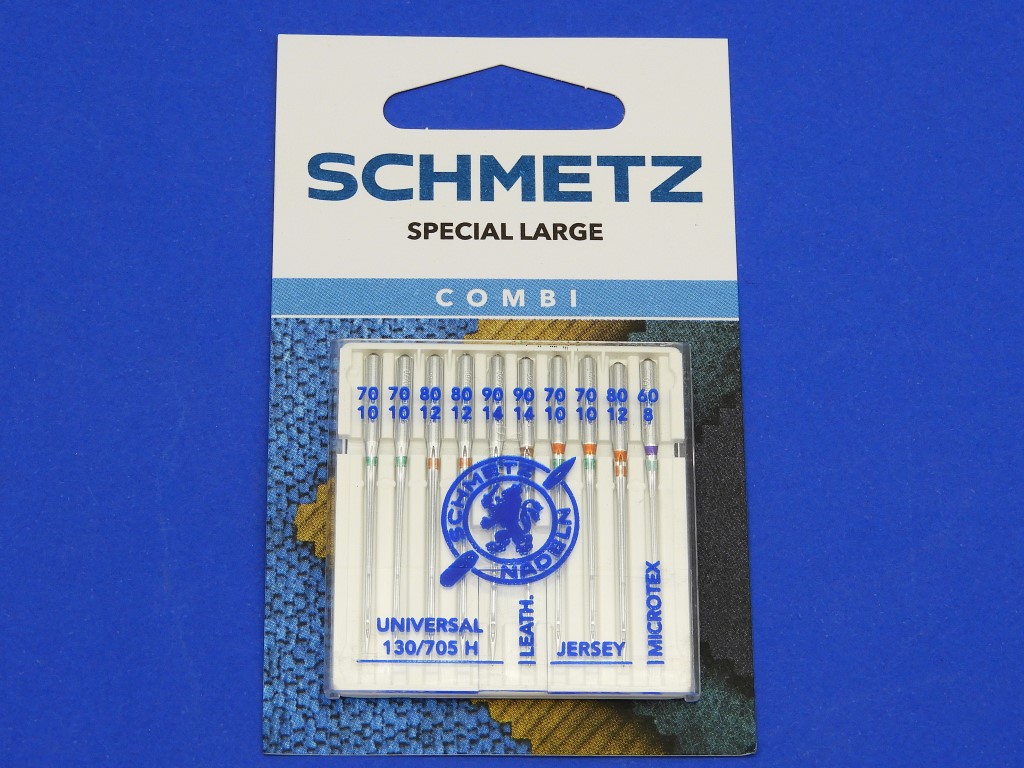 SCHMETZ
SPECIAL LARGE
COMBI
70 70 80 80 90 90 70 70 80 60
10 10 12 12 14 14 10 10 12 8
SCHMETZ
NADELN
UNIVERSAL
130/705 H
LEATH.
JERSEY
MICROTEX